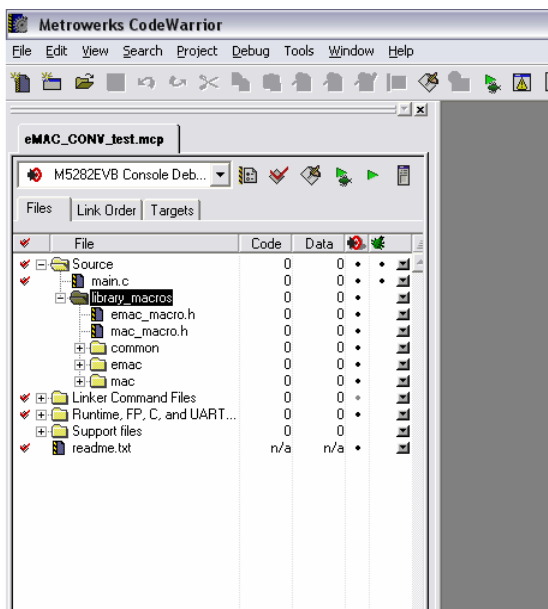 Metrowerks CodeWarrior
File Edit View Search Project Debug Tools Window Help
eMAC_CONV_test.mcp
M5282EVB Console Deb...
Files Link Order Targets
File Code Data
Source 0 0
main.c 0 0
library_macros 0 0
emac_macro.h 0 0
mac_macro.h 0 0
common 0 0
emac 0 0
mac 0 0
Linker Command Files 0 0
Runtime, FP, C, and UART... 0 0
Support files 0 0
readme.txt n/a n/a